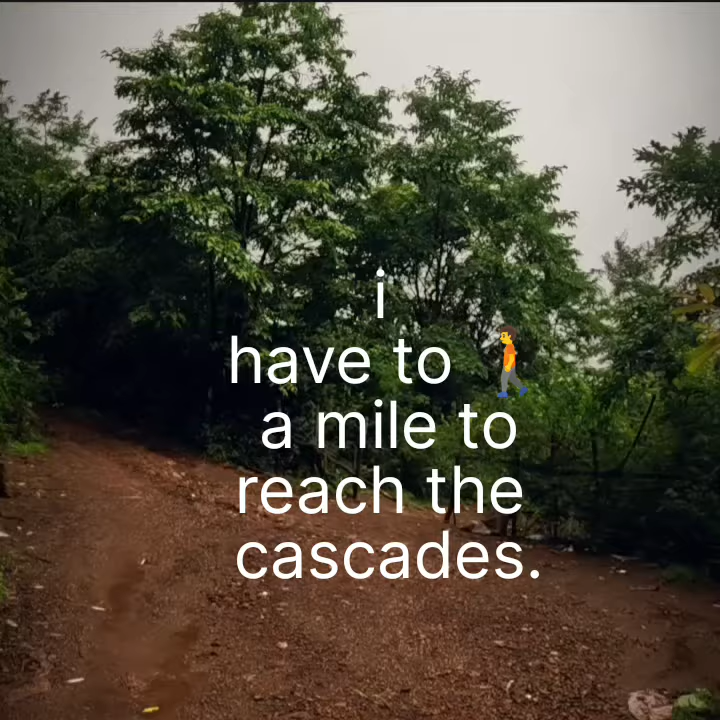 i
have to 🚶
a mile to
reach the
cascades.